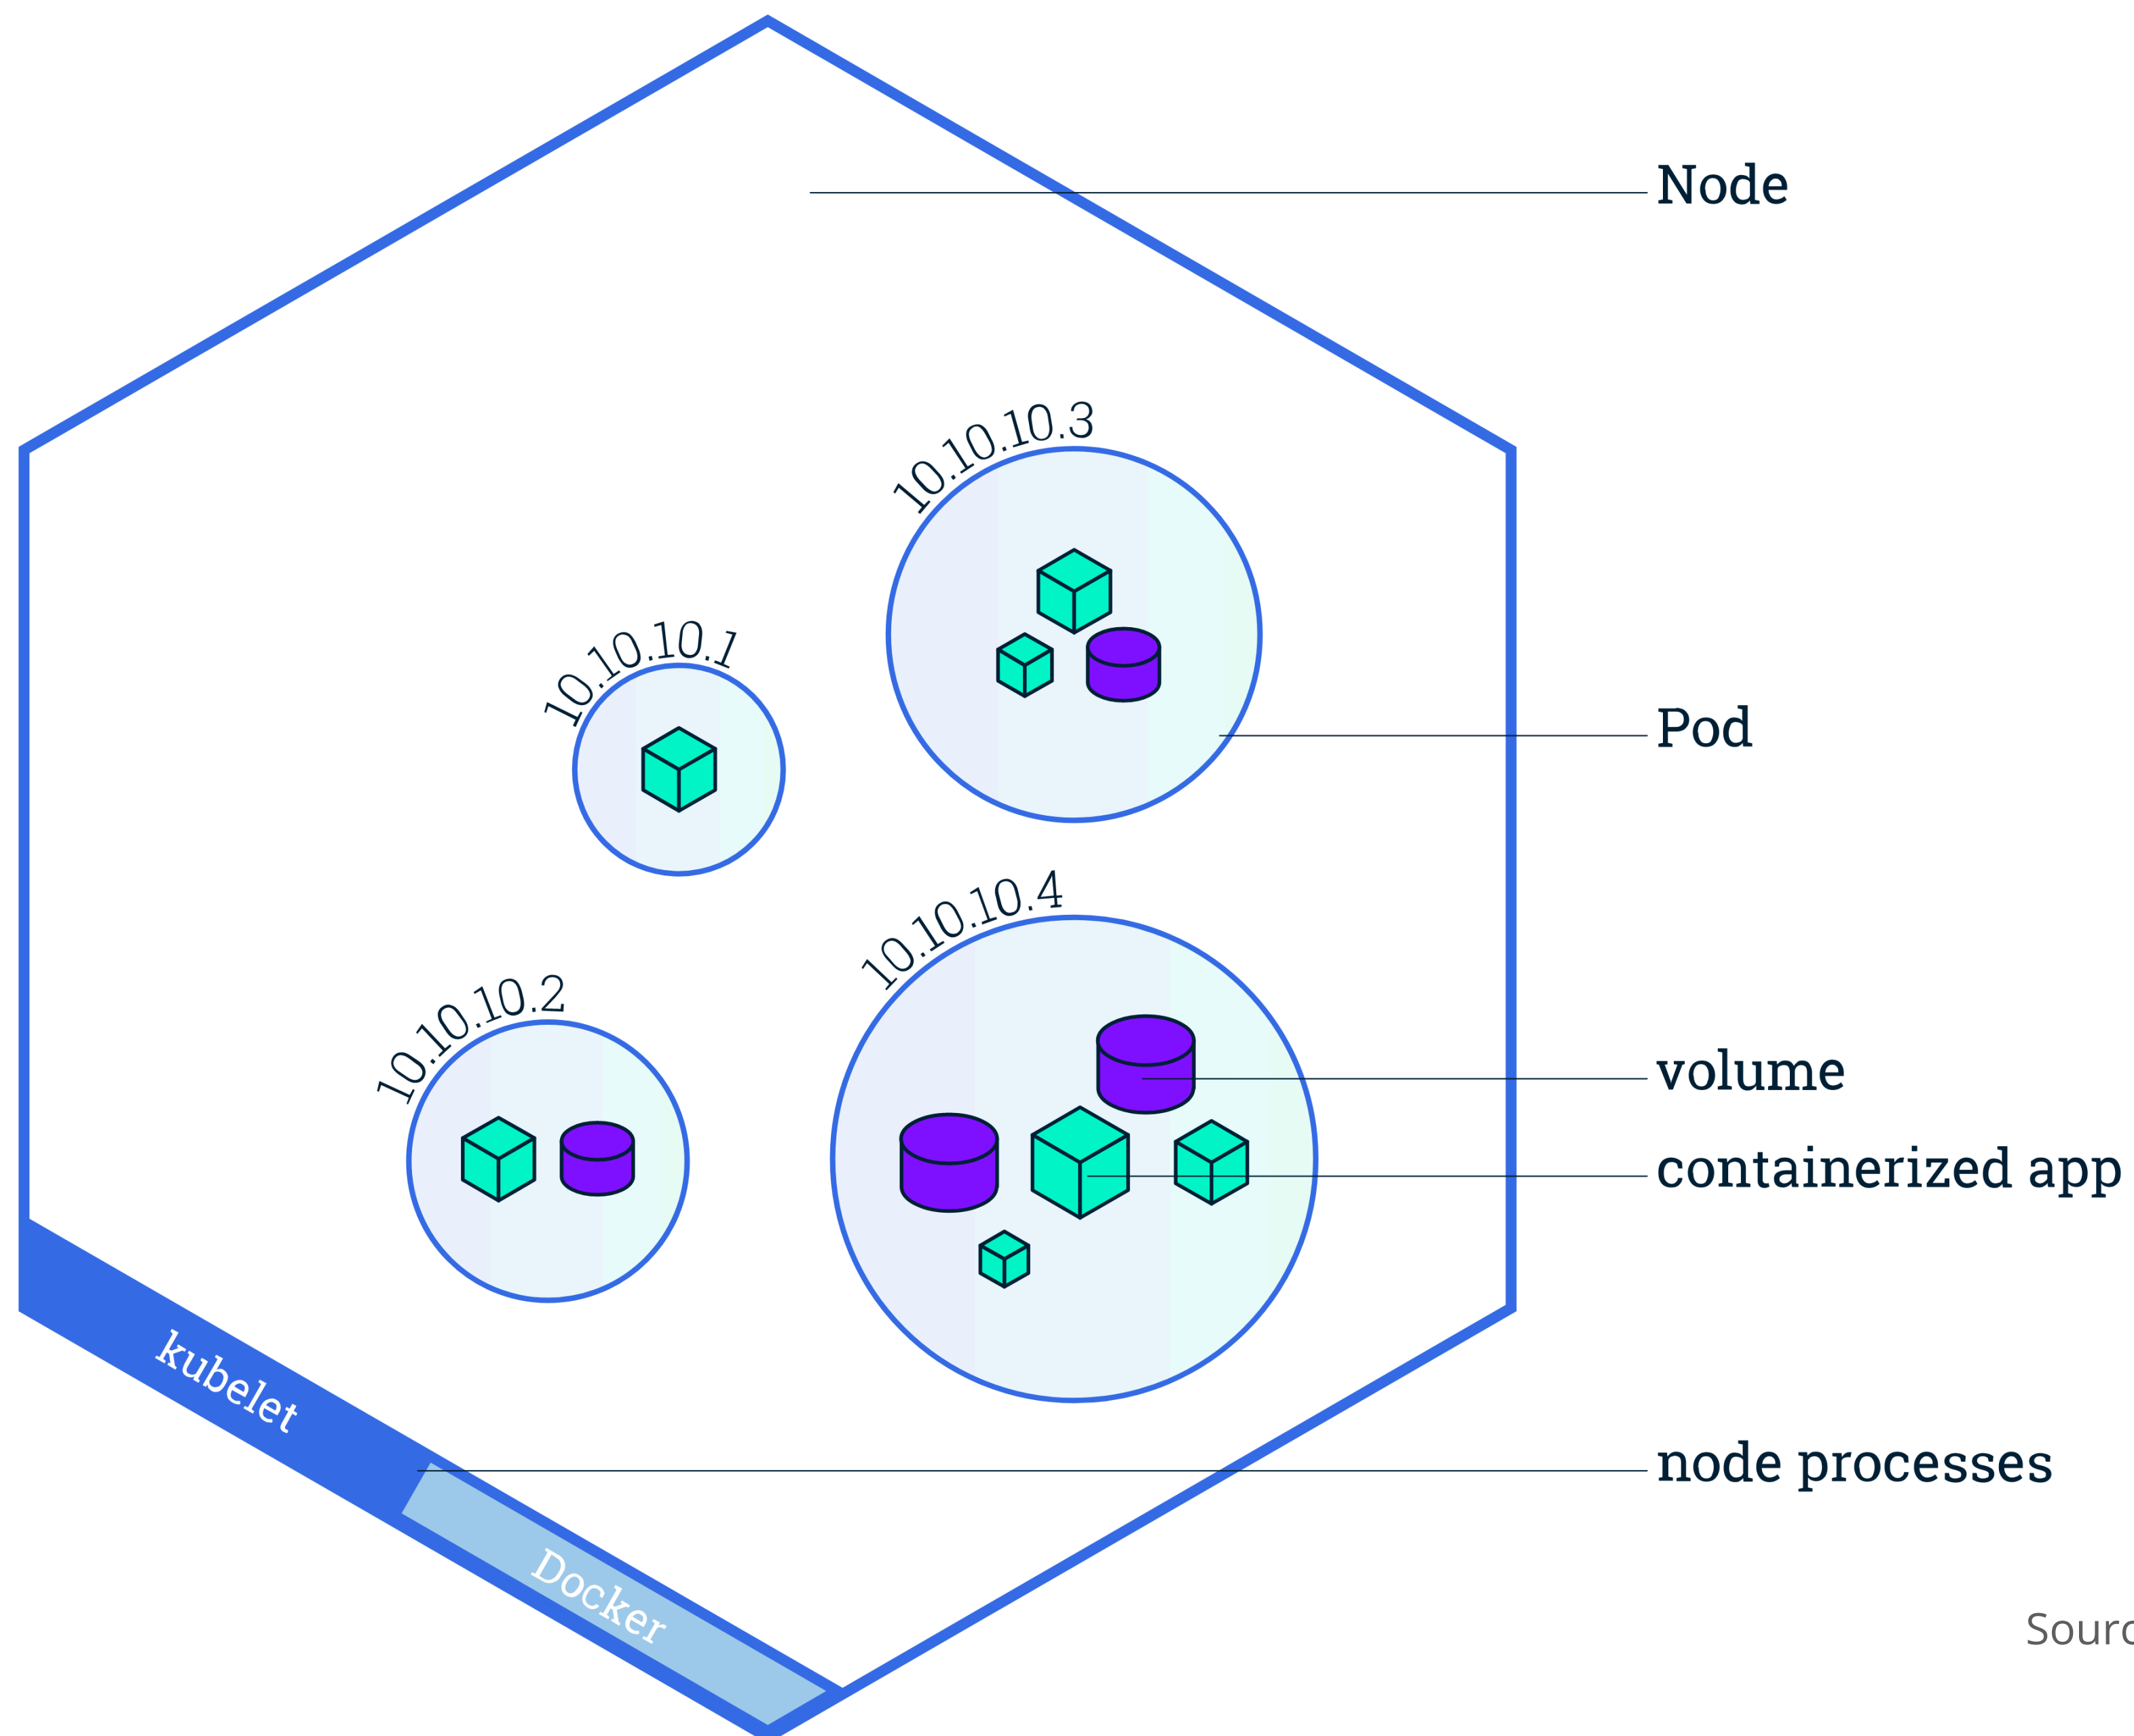 Node
10.10.10.3
10.10.10.1
Pod
10.10.10.4
10.10.10.2
volume
containerized app
kubelet
node processes
Docker